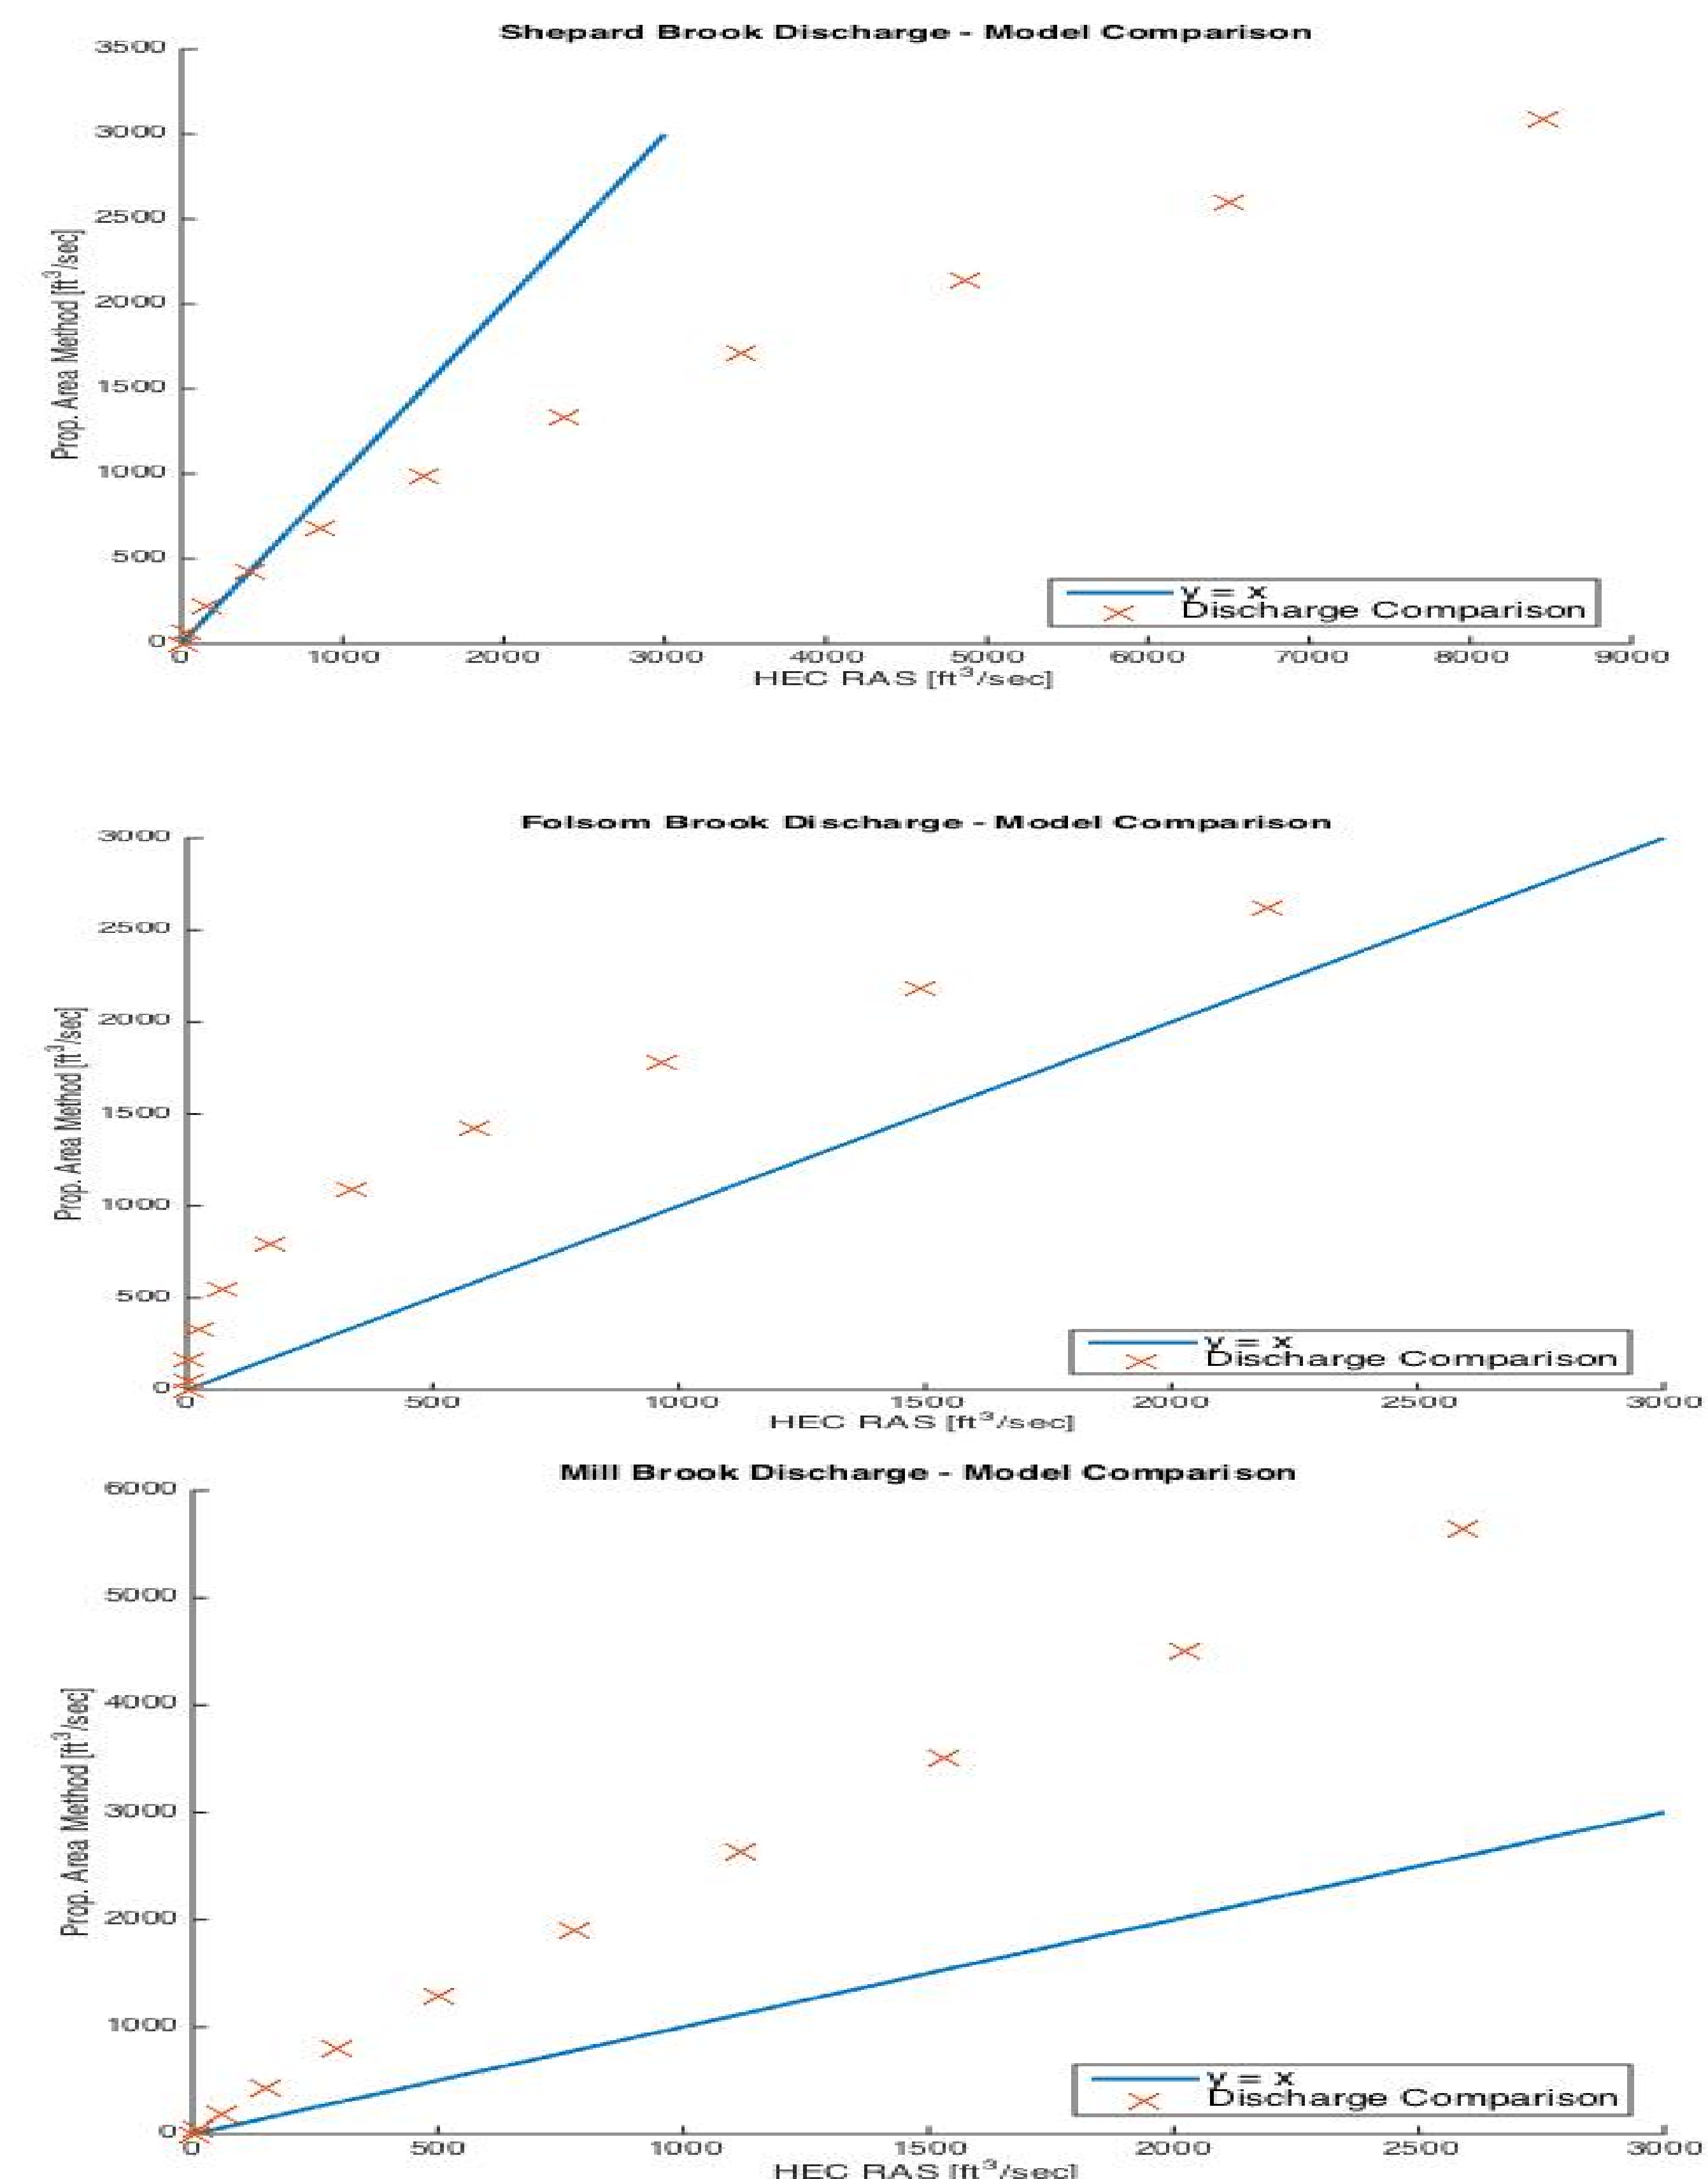 Shepard Brook Discharge - Model Comparison
3500
3000
2500
2000
1500
1000
500
0
Prop. Area Method [ft³/sec]
y = x
Discharge Comparison
0 1000 2000 3000 4000 5000 6000 7000 8000 9000
HEC RAS [ft³/sec]
Folsom Brook Discharge - Model Comparison
3000
2500
2000
1500
1000
500
0
Prop. Area Method [ft³/sec]
y = x
Discharge Comparison
0 500 1000 1500 2000 2500 3000
HEC RAS [ft³/sec]
Mill Brook Discharge - Model Comparison
6000
5000
4000
3000
2000
1000
0
Prop. Area Method [ft³/sec]
y = x
Discharge Comparison
0 500 1000 1500 2000 2500 3000
HEC RAS [ft³/sec]